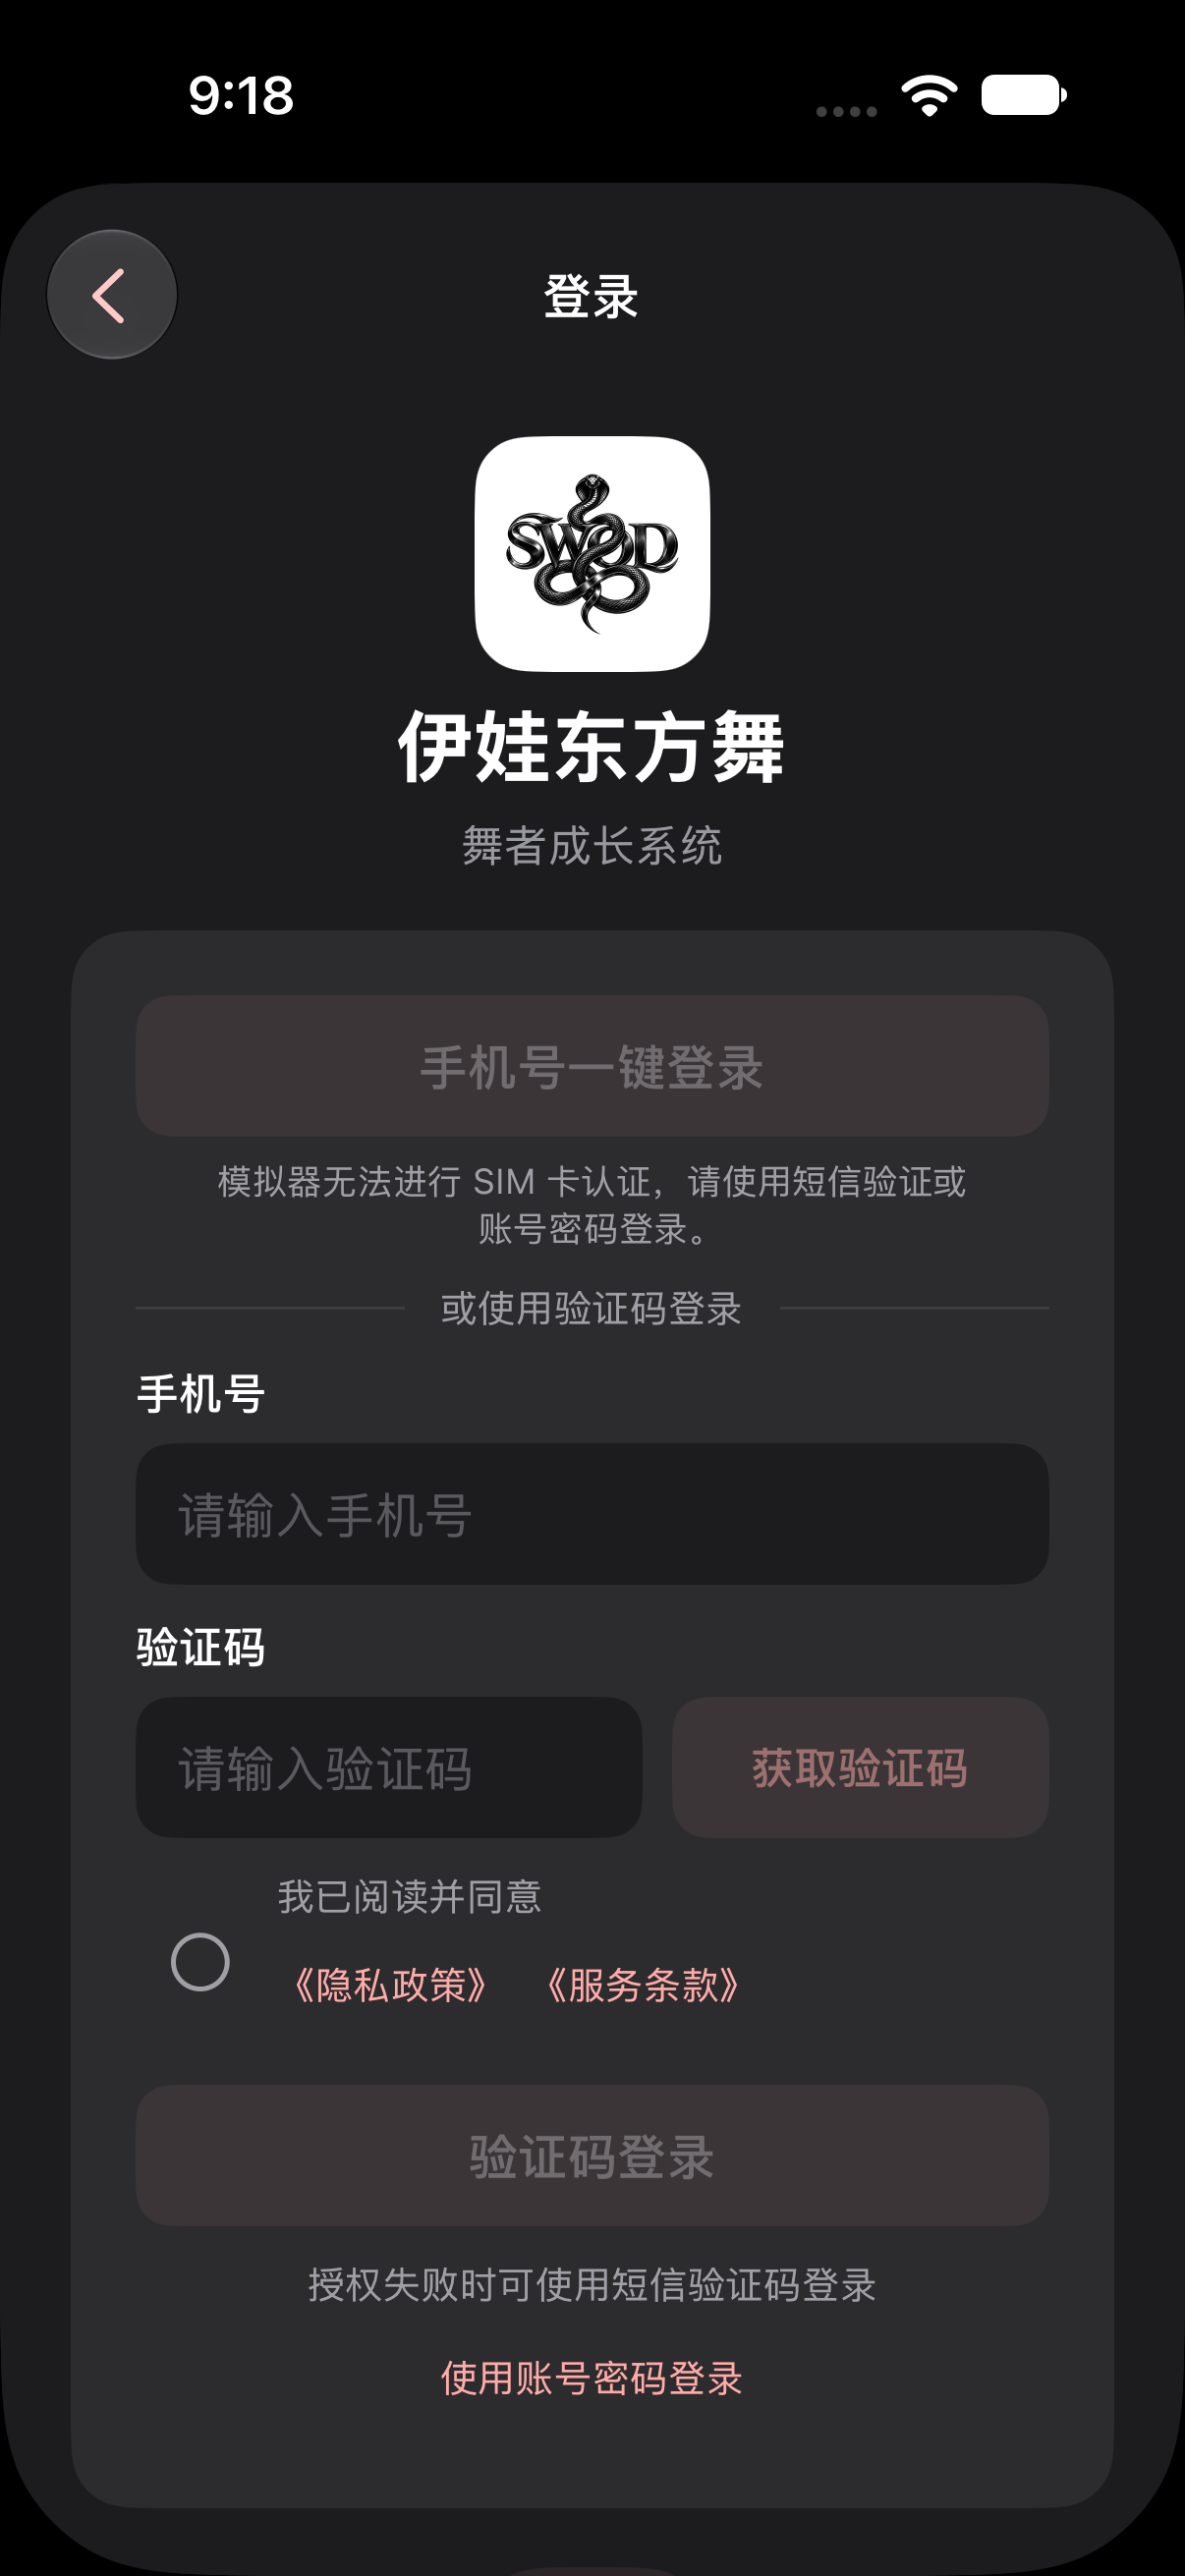 9:18
登录
SWOD
伊娃东方舞
舞者成长系统
手机号一键登录
模拟器无法进行 SIM 卡认证，请使用短信验证或
账号密码登录。
或使用验证码登录
手机号
请输入手机号
验证码
请输入验证码
获取验证码
我已阅读并同意
《隐私政策》 《服务条款》
验证码登录
授权失败时可使用短信验证码登录
使用账号密码登录